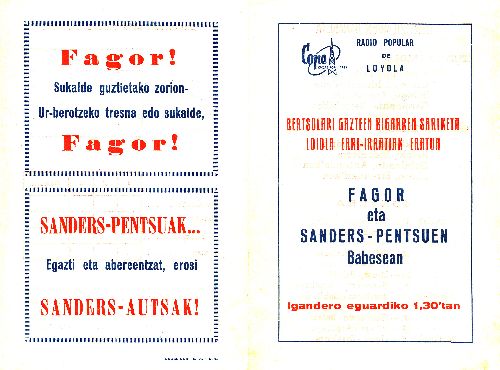 Fagor!
Sukalde guztietako zorion-
Ur-berotzeko tresna edo sukalde,
Fagor!
SANDERS-PENTSUAK...
Egazti eta abereentzat, erosi
SANDERS-AUTSAK!
Cope
RADIO POPULAR
DE
LOYOLA
BERTSOLARI GAZTEEN BIGARREN SARIKETA
LOIOLA ERRI-IRRATIAK ERATUA
FAGOR
eta
SANDERS-PENTSUEN
Babesean
Igandero eguardiko 1,30'tan